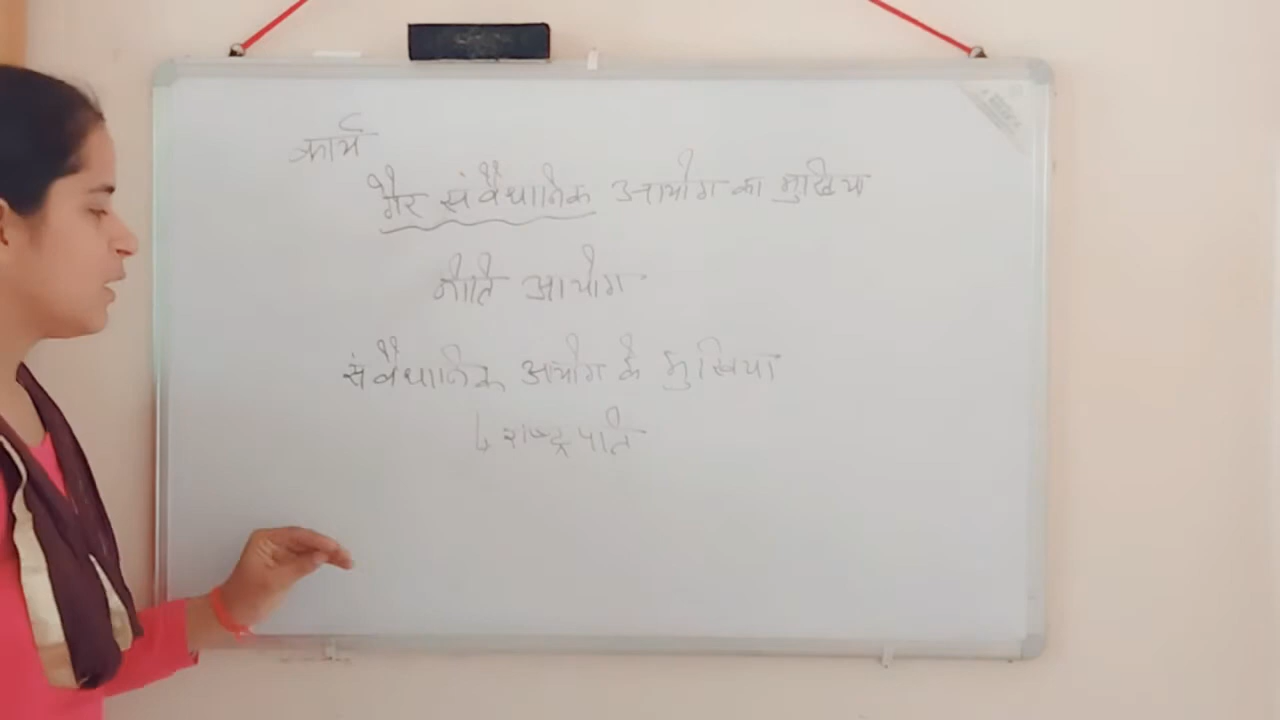 कार्य
गैर संवैधानिक आयोग का मुखिया
नीति आयोग
संवैधानिक आयोग के मुखिया
↳ राष्ट्रपति